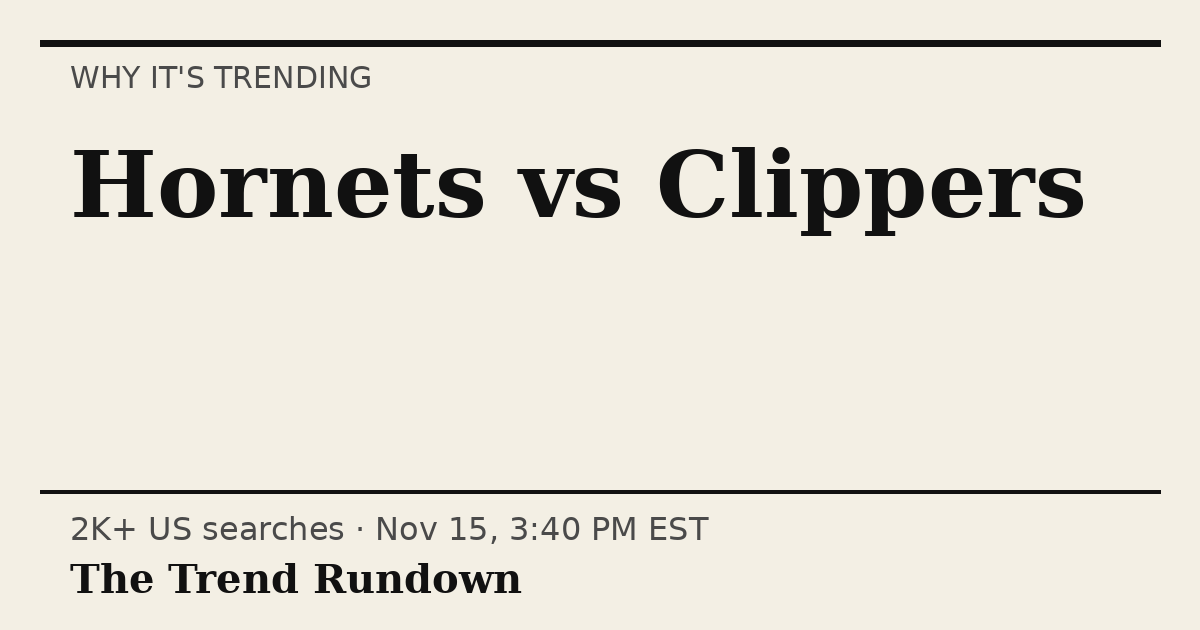 WHY IT'S TRENDING
Hornets vs Clippers
2K+ US searches · Nov 15, 3:40 PM EST
The Trend Rundown